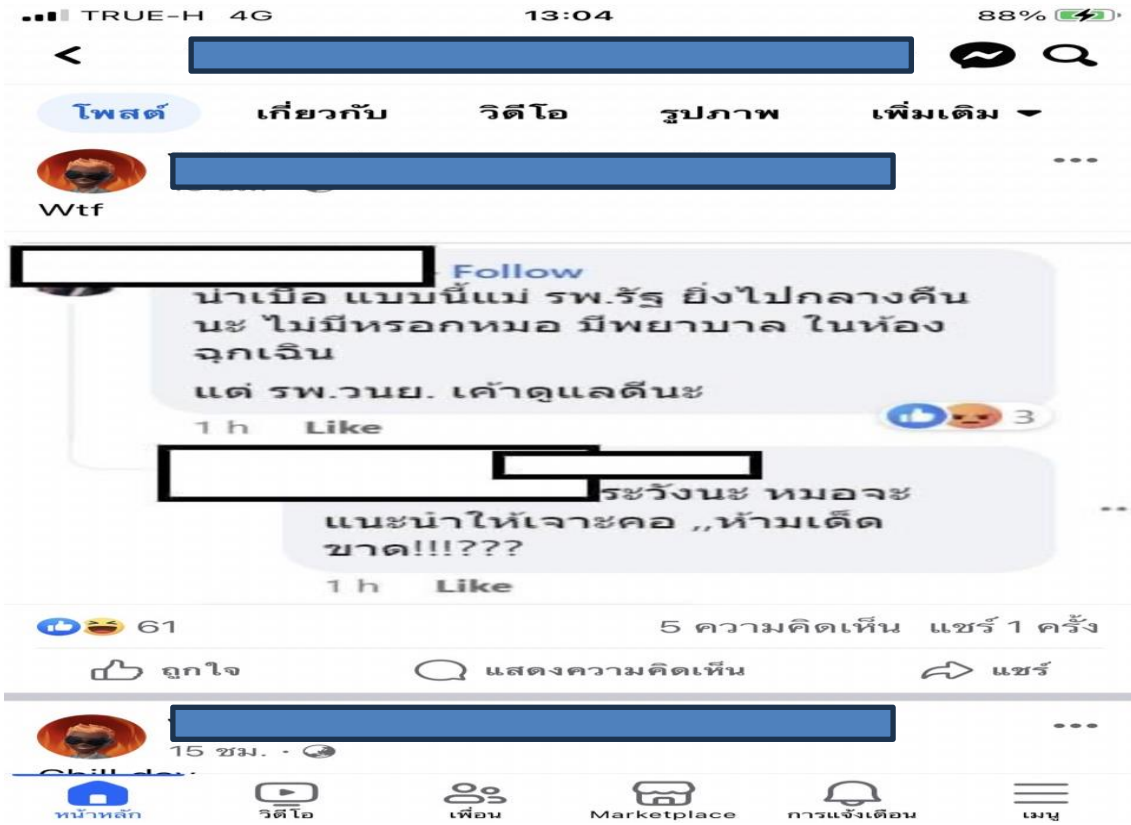 TRUE-H 4G 13:04 88%
โพสต์ เกี่ยวกับ วิดีโอ รูปภาพ เพิ่มเติม
Wtf
Follow
น่าเบื่อ แบบนี้แม่ รพ.รัฐ ยิ่งไปกลางคืน
นะ ไม่มีหรอกหมอ มีพยาบาล ในห้อง
ฉุกเฉิน
แต่ รพ.วนย. เค้าดูแลดีนะ
1 h Like
3
ระวังนะ หมอจะ
แนะนำให้เจาะคอ ,,ห้ามเด็ด
ขาด!!!???
1 h Like
61 5 ความคิดเห็น แชร์ 1 ครั้ง
ถูกใจ แสดงความคิดเห็น แชร์
15 ชม. ·
หน้าหลัก วิดีโอ เพื่อน Marketplace การแจ้งเตือน เมนู